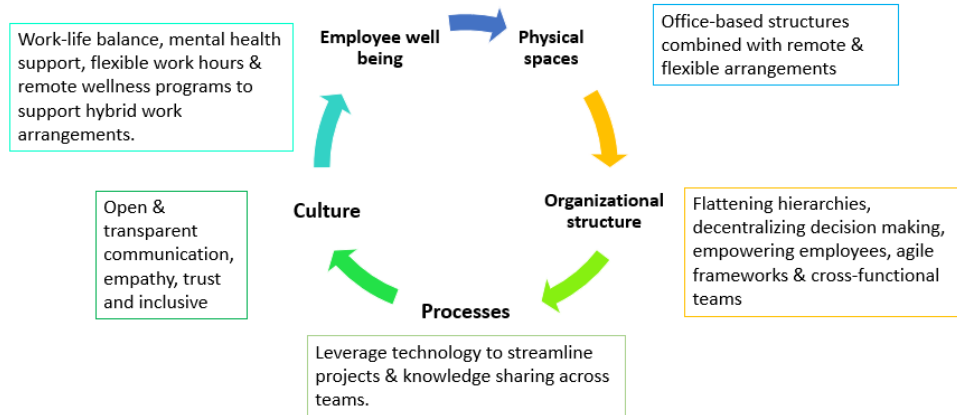 Work-life balance, mental health
support, flexible work hours &
remote wellness programs to
support hybrid work
arrangements.
Employee well
being
Physical
spaces
Office-based structures
combined with remote &
flexible arrangements
Open &
transparent
communication,
empathy, trust
and inclusive
Culture
Organizational
structure
Flattening hierarchies,
decentralizing decision making,
empowering employees, agile
frameworks & cross-functional
teams
Processes
Leverage technology to streamline
projects & knowledge sharing across
teams.